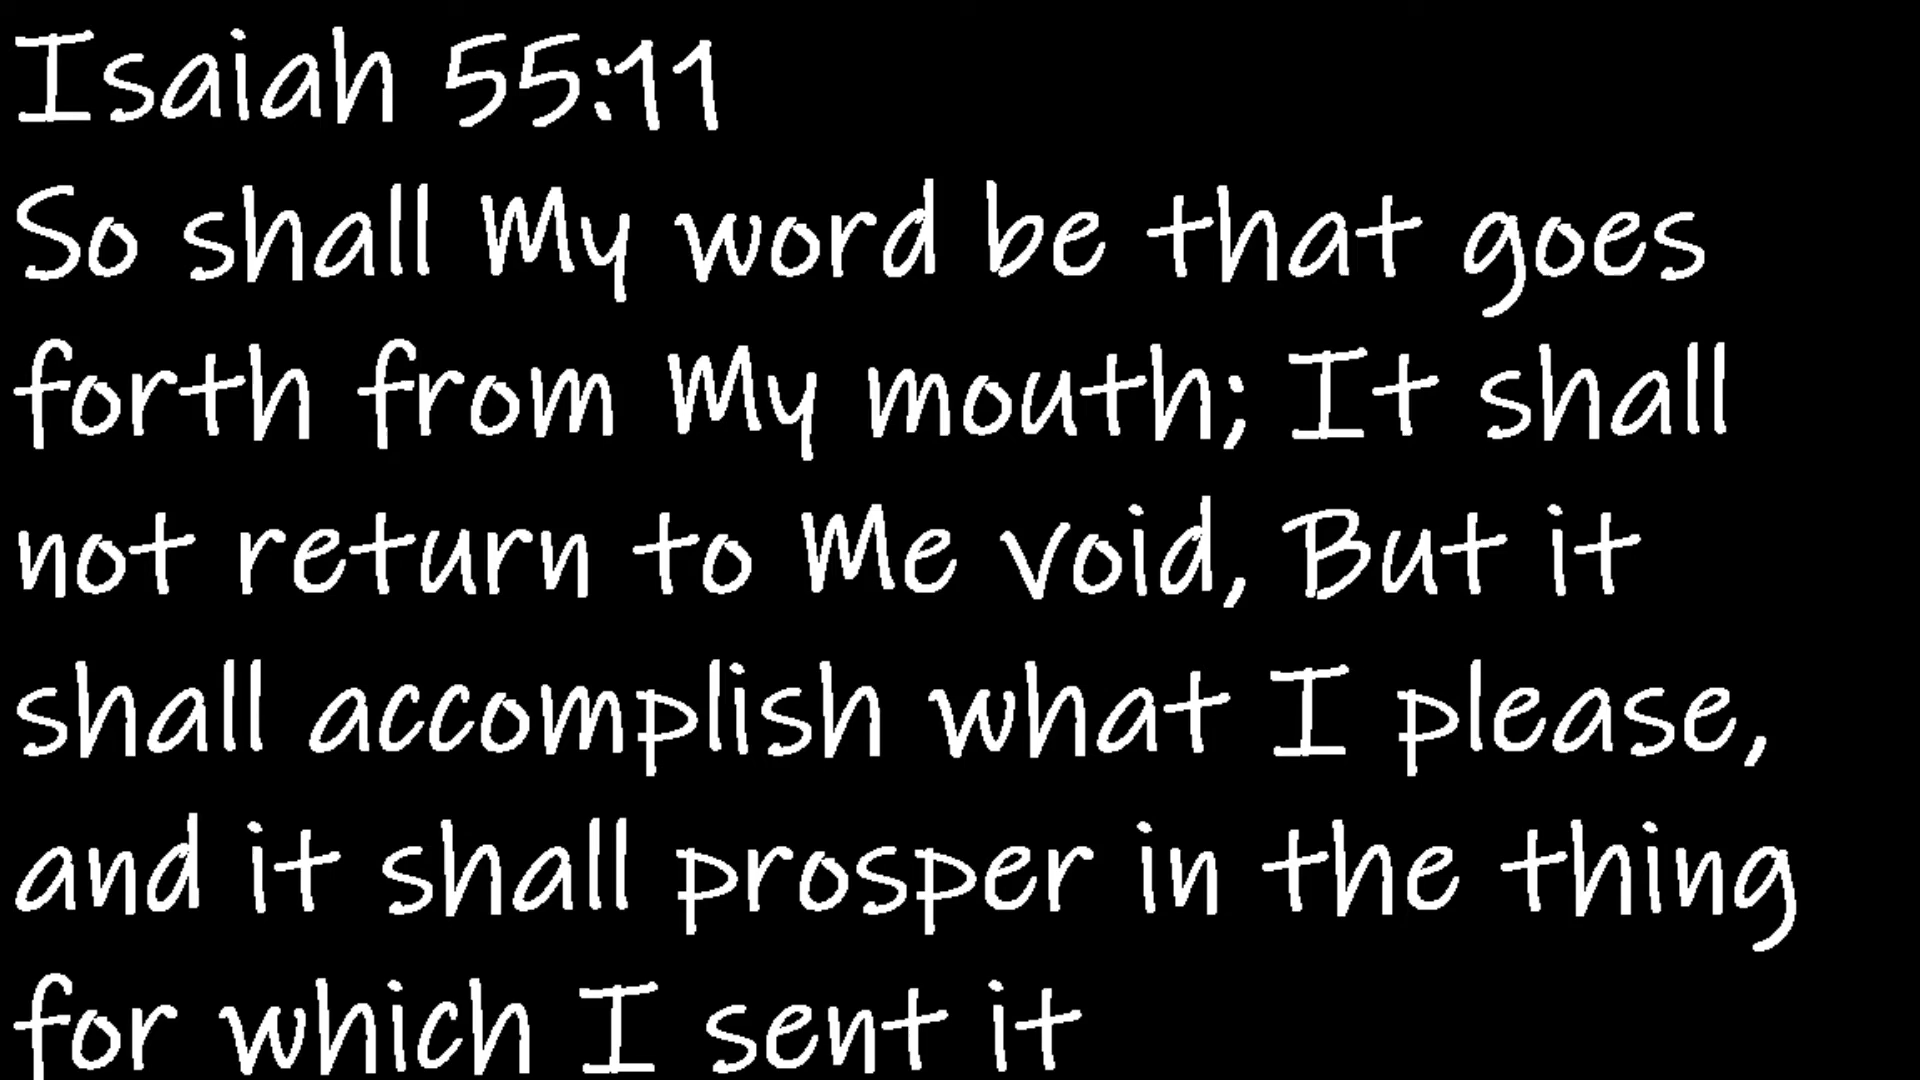 Isaiah 55:11
So shall My word be that goes
forth from My mouth; It shall
not return to Me void, But it
shall accomplish what I please,
and it shall prosper in the thing
for which I sent it